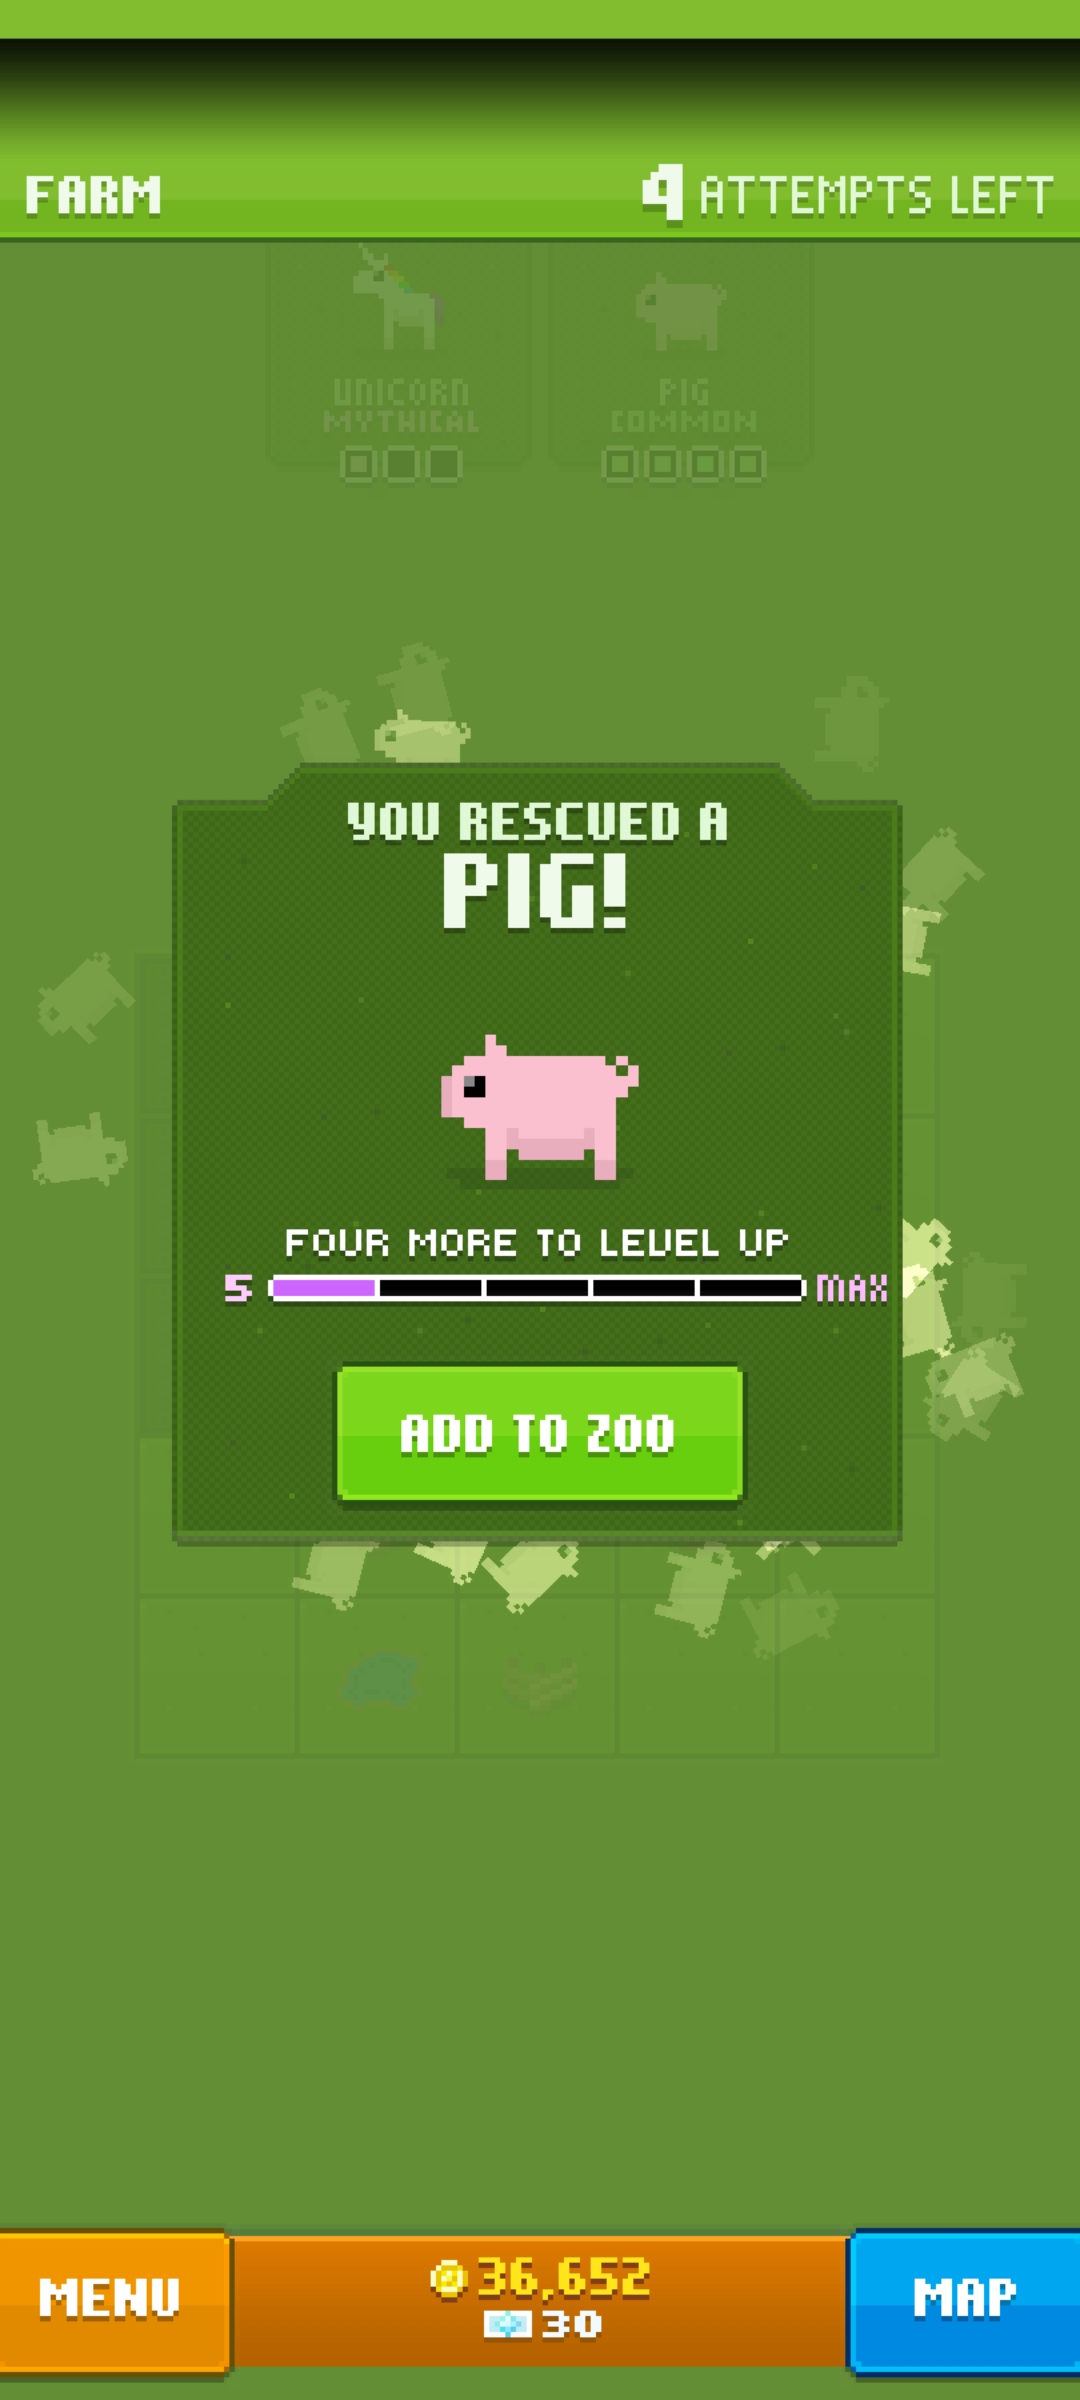 FARM
4 ATTEMPTS LEFT
UNICORN
MYTHICAL
PIG
COMMON
YOU RESCUED A
PIG!
FOUR MORE TO LEVEL UP
5 MAX
ADD TO ZOO
MENU
36,652
30
MAP